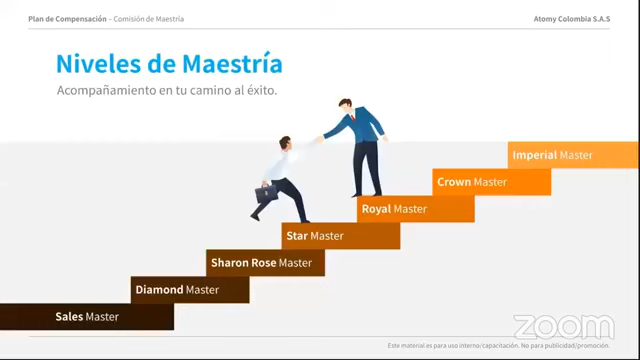 Plan de Compensación - Comisión de Maestría
Atomy Colombia S.A.S
Niveles de Maestría
Acompañamiento en tu camino al éxito.
Imperial Master
Crown Master
Royal Master
Star Master
Sharon Rose Master
Diamond Master
Sales Master
zoom
Este material es para uso interno/capacitación. No para publicidad/promoción.